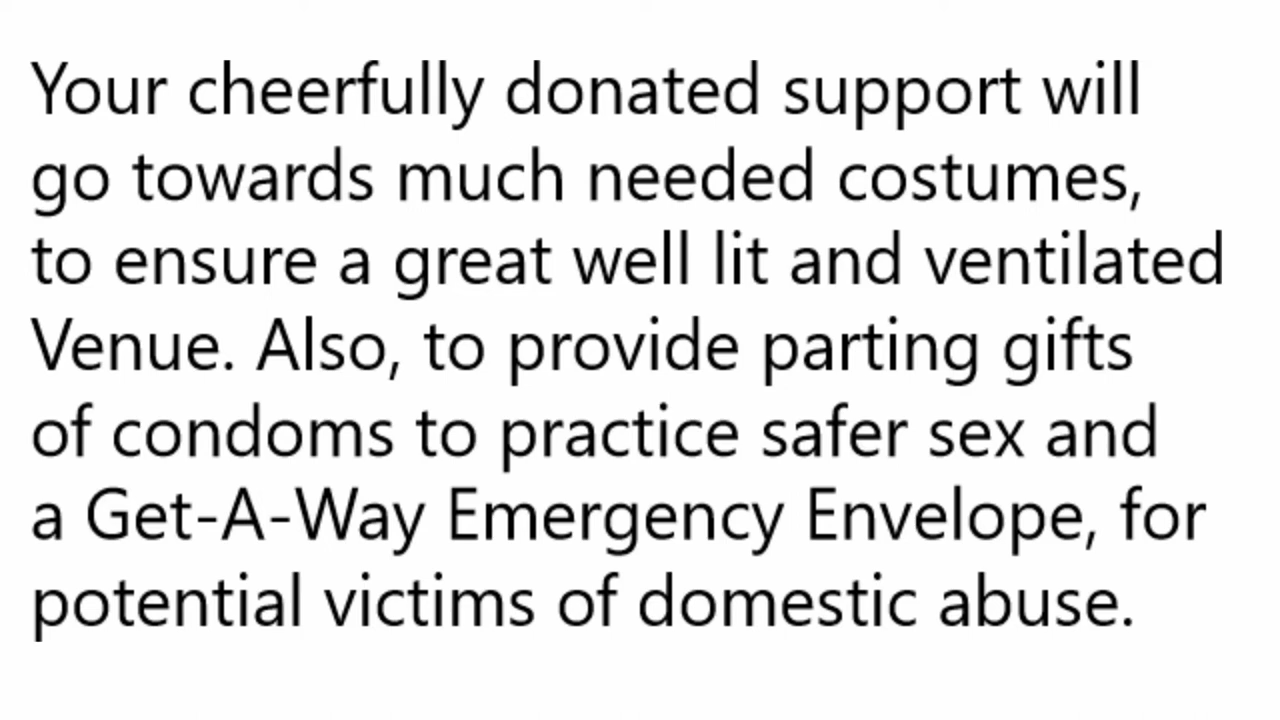 Your cheerfully donated support will
go towards much needed costumes,
to ensure a great well lit and ventilated
Venue. Also, to provide parting gifts
of condoms to practice safer sex and
a Get-A-Way Emergency Envelope, for
potential victims of domestic abuse.